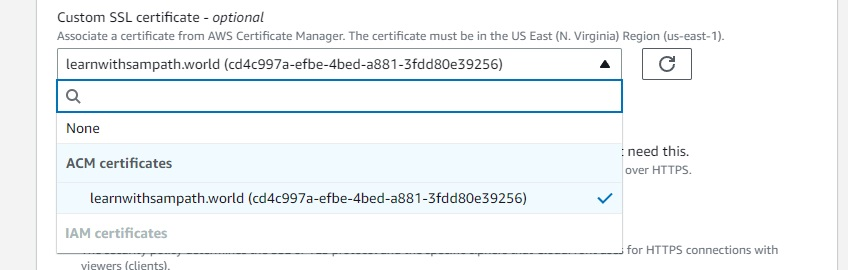 Custom SSL certificate - optional
Associate a certificate from AWS Certificate Manager. The certificate must be in the US East (N. Virginia) Region (us-east-1).
learnwithsampath.world (cd4c997a-efbe-4bed-a881-3fdd80e39256)
None
need this.
ACM certificates
over HTTPS.
learnwithsampath.world (cd4c997a-efbe-4bed-a881-3fdd80e39256)
IAM certificates
for HTTPS connections with
viewers (clients).